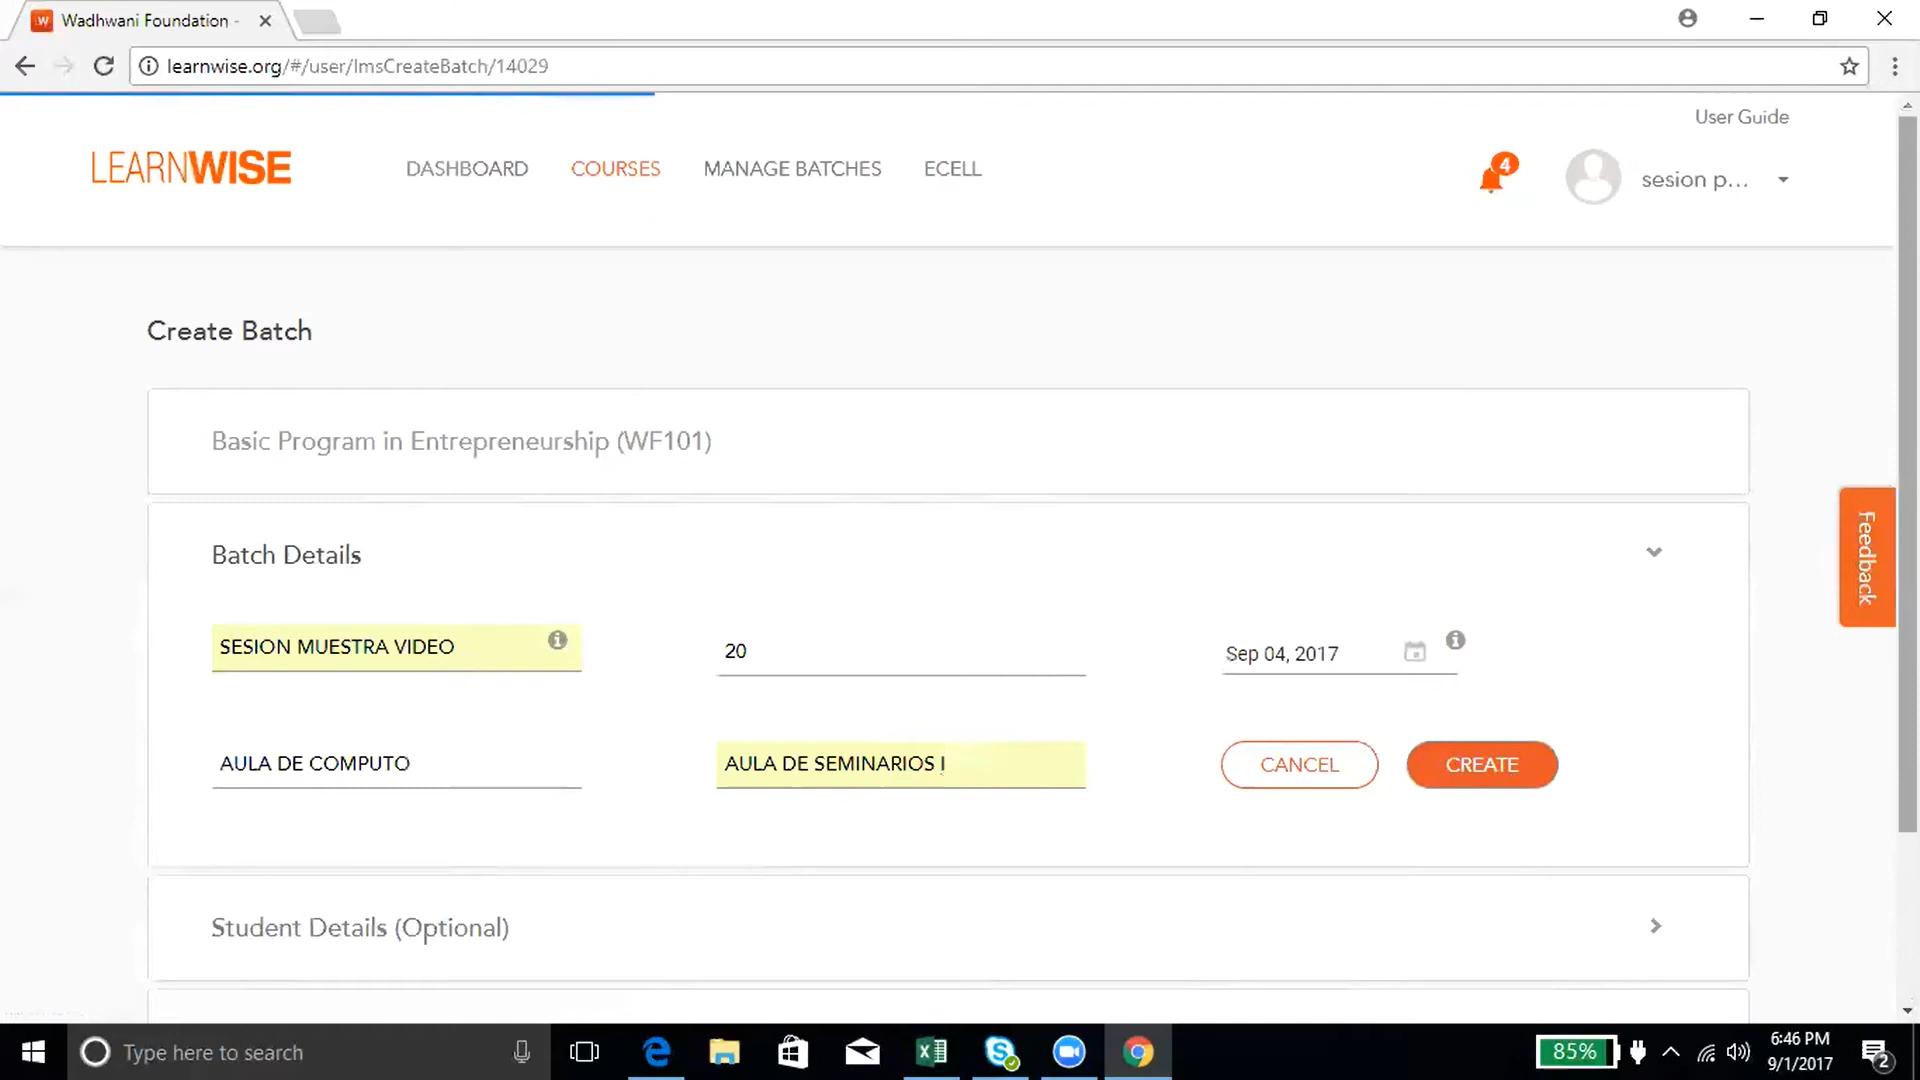 Wadhwani Foundation -
learnwise.org/#/user/lmsCreateBatch/14029
User Guide
LEARNWISE
DASHBOARD
COURSES
MANAGE BATCHES
ECELL
4
sesion p...
Create Batch
Basic Program in Entrepreneurship (WF101)
Feedback
Batch Details
SESION MUESTRA VIDEO
20
Sep 04, 2017
AULA DE COMPUTO
AULA DE SEMINARIOS I
CANCEL
CREATE
Student Details (Optional)
Type here to search
85%
6:46 PM
9/1/2017
2